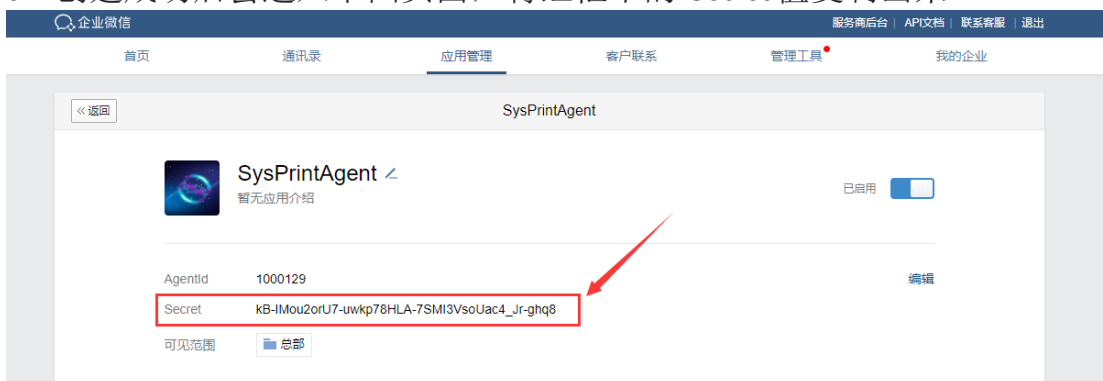 企业微信 服务商后台 | API文档 | 联系客服 | 退出
首页 通讯录 应用管理 客户联系 管理工具 我的企业
«返回 SysPrintAgent
SysPrintAgent
暂无应用介绍
已启用
AgentId 1000129 编辑
Secret kB-IMou2orU7-uwkp78HLA-7SMI3VsoUac4_Jr-ghq8
可见范围 总部